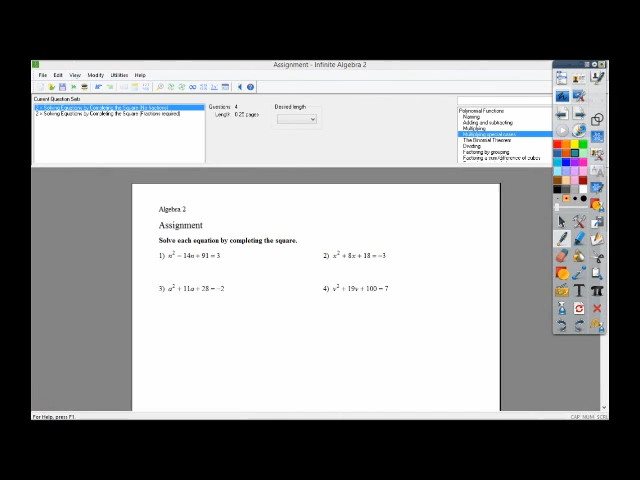 Assignment - Infinite Algebra 2
File Edit View Modify Utilities Help
Current Question Sets
1 = Solving Equations by Completing the Square (No fractions)
2 = Solving Equations by Completing the Square (Fractions required)
Questions 4
Length 0.25 pages
Desired length
Polynomial Functions
Naming
Adding and subtracting
Multiplying
Multiplying special cases
The Binomial Theorem
Dividing
Factoring by grouping
Factoring a sum/difference of cubes
Algebra 2
Assignment
Solve each equation by completing the square.
1) n² − 14n + 91 = 3
2) x² + 8x + 18 = −3
3) a² + 11a + 28 = −2
4) v² + 19v + 100 = 7
For Help, press F1
CAP NUM SCRL